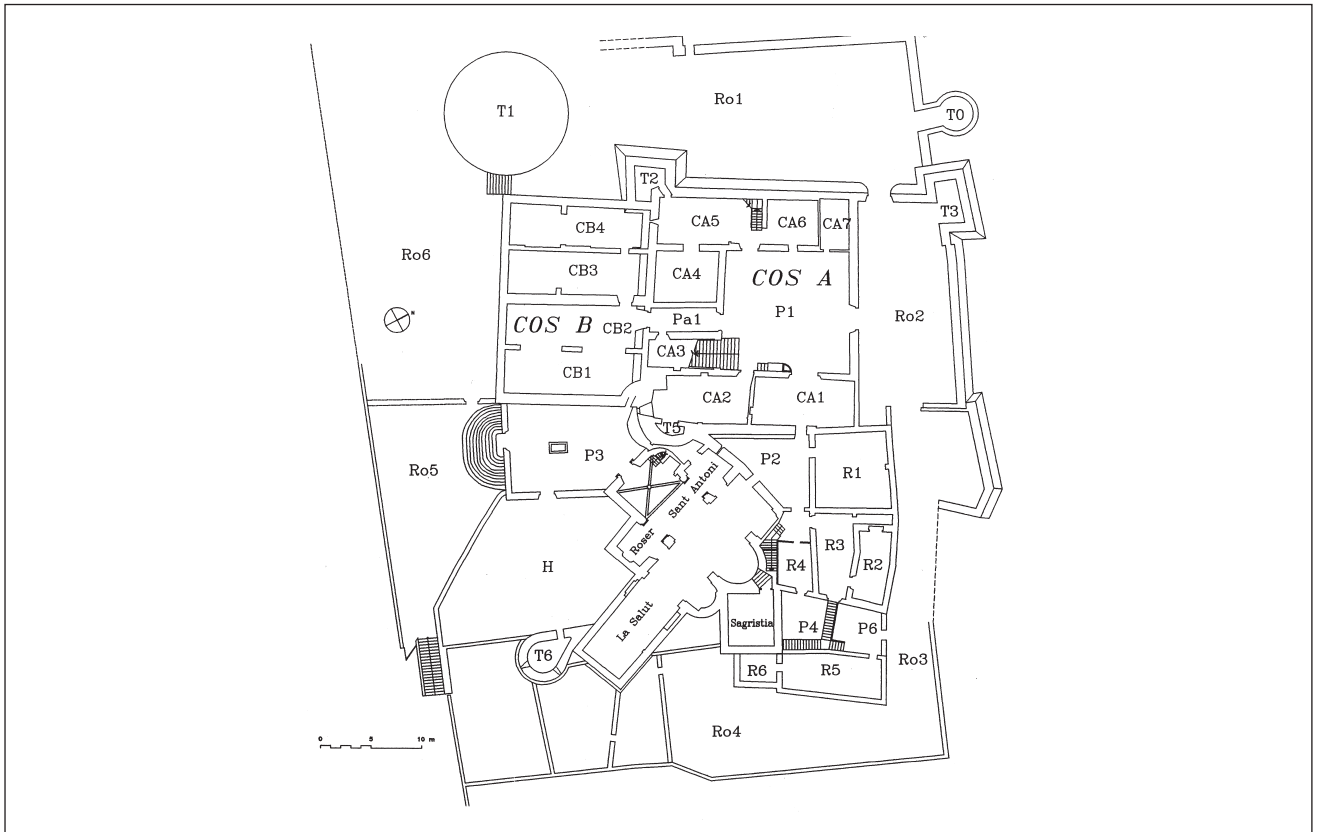 Ro1
T1
T0
T2
T3
CA5
CA6
CA7
CB4
Ro6
CB3
CA4
COS A
P1
Ro2
N
COS B
CB2
Pa1
CA3
CB1
CA2
CA1
T5
P3
P2
Ro5
R1
Roser Sant Antoni
R3
R4
R2
H
La Salut
Sagristia
P4
P6
T6
Ro3
R6
R5
Ro4
0 5 10 m